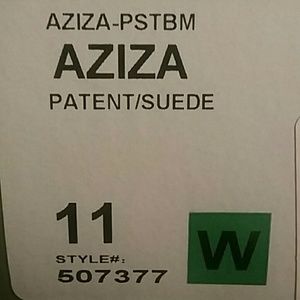 AZIZA-PSTBM
AZIZA
PATENT/SUEDE
11
W
STYLE#:
507377